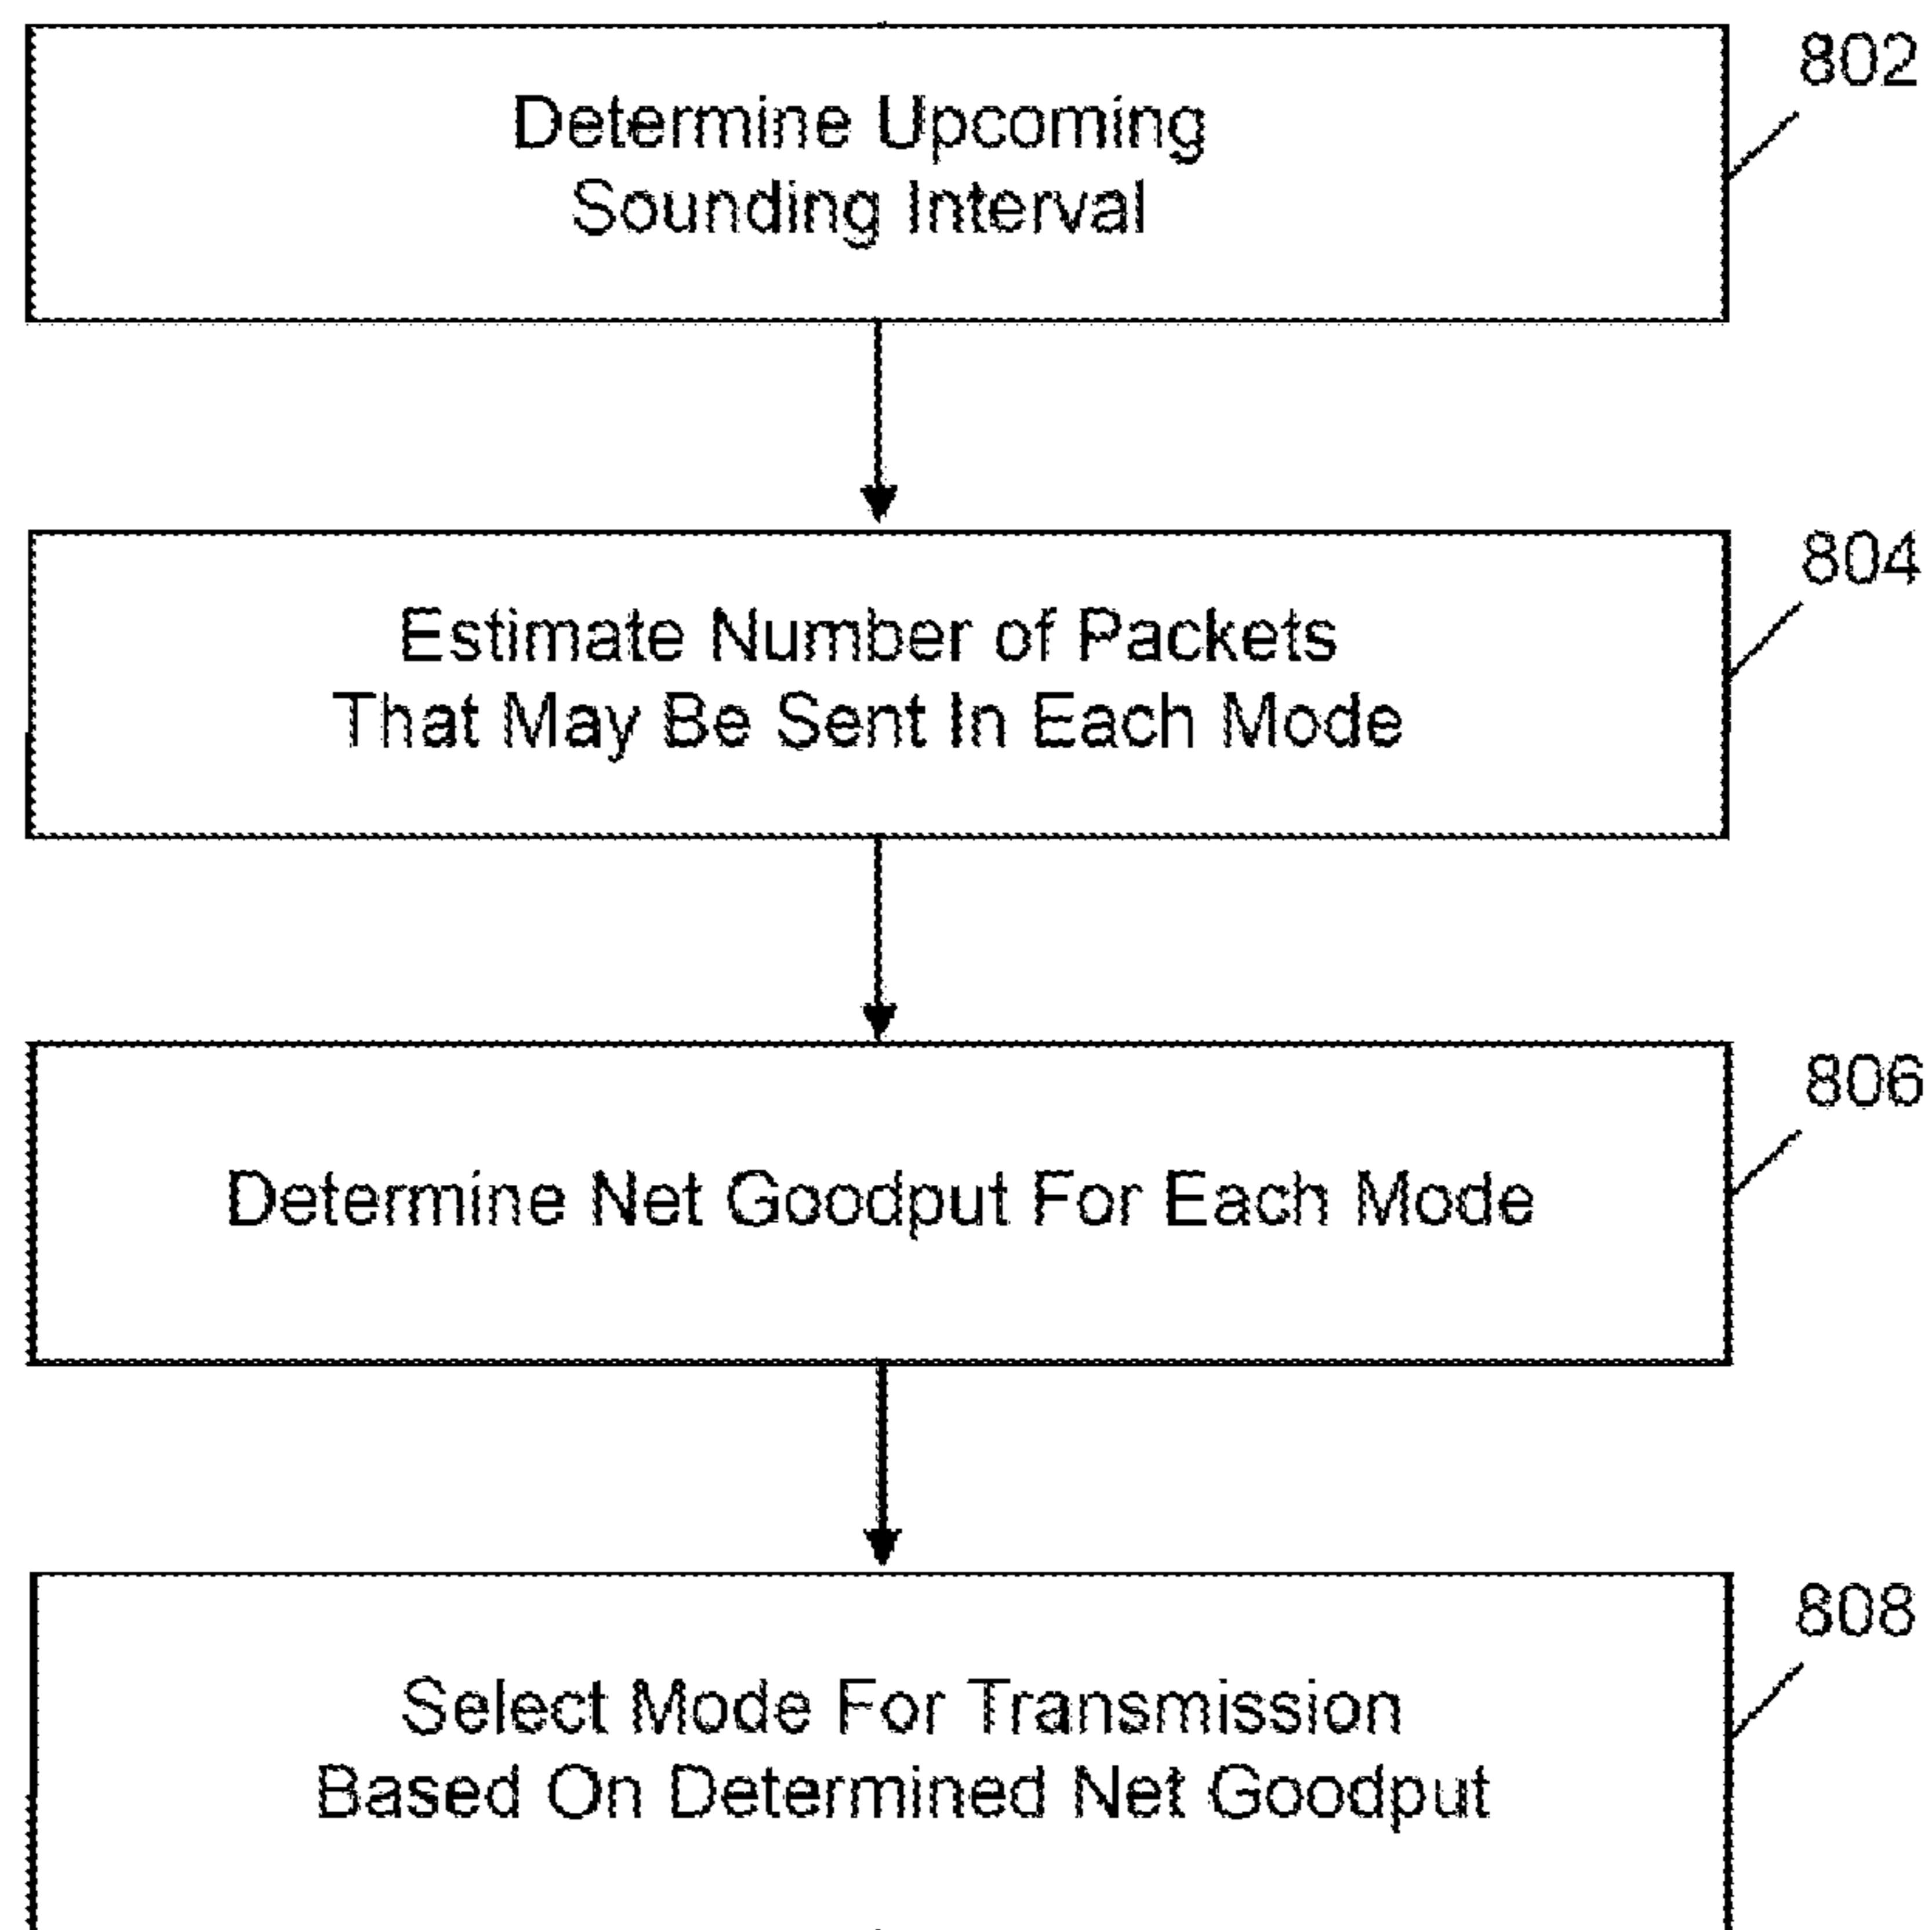 802
Determine Upcoming
Sounding Interval
804
Estimate Number of Packets
That May Be Sent In Each Mode
806
Determine Net Goodput For Each Mode
808
Select Mode For Transmission
Based On Determined Net Goodput